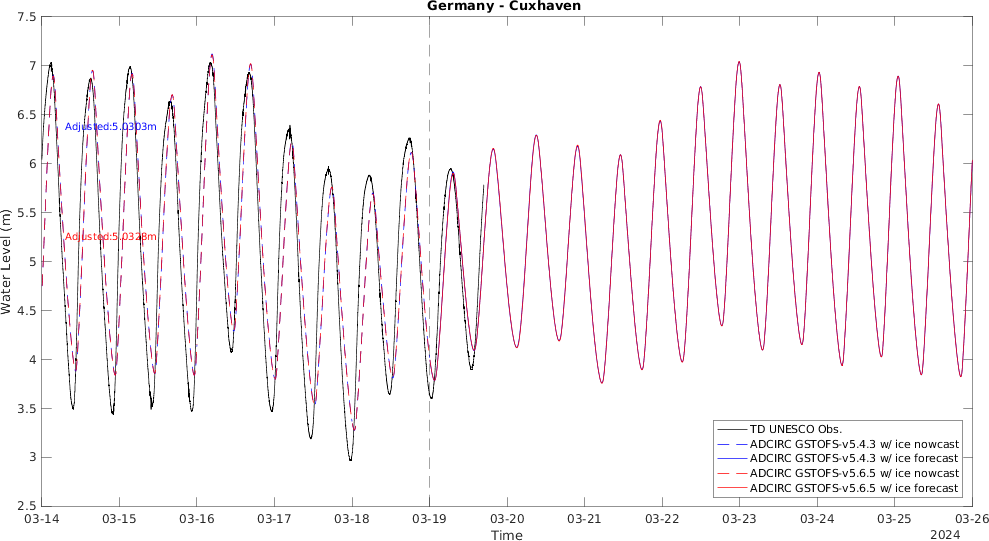 Germany - Cuxhaven
7.5
7
6.5
6
5.5
5
4.5
4
3.5
3
2.5
Water Level (m)
Adjusted:5.0303m
Adjusted:5.0328m
TD UNESCO Obs.
ADCIRC GSTOFS-v5.4.3 w/ ice nowcast
ADCIRC GSTOFS-v5.4.3 w/ ice forecast
ADCIRC GSTOFS-v5.6.5 w/ ice nowcast
ADCIRC GSTOFS-v5.6.5 w/ ice forecast
03-14 03-15 03-16 03-17 03-18 03-19 03-20 03-21 03-22 03-23 03-24 03-25 03-26
Time
2024